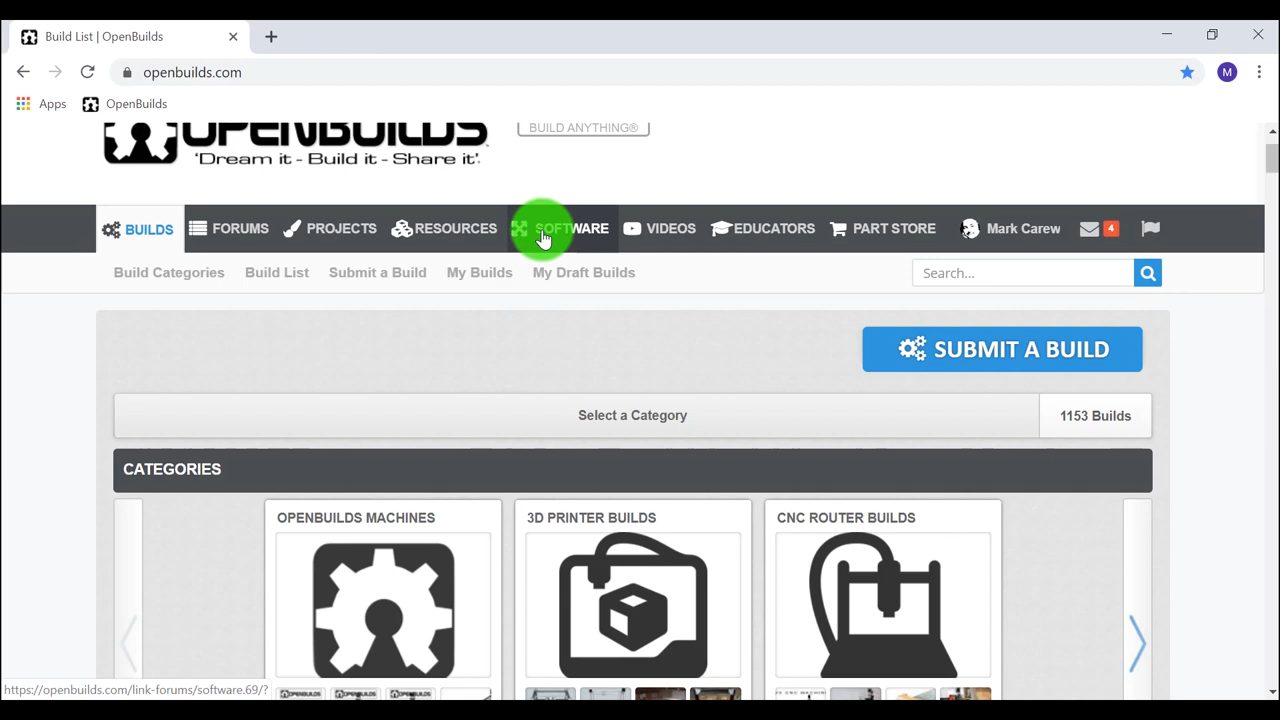 Build List | OpenBuilds
openbuilds.com
M
Apps
OpenBuilds
OPENBUILDS
BUILD ANYTHING®
'Dream it - Build it - Share it'.
BUILDS
FORUMS
PROJECTS
RESOURCES
SOFTWARE
VIDEOS
EDUCATORS
PART STORE
Mark Carew
4
Build Categories
Build List
Submit a Build
My Builds
My Draft Builds
Search...
SUBMIT A BUILD
Select a Category
1153 Builds
CATEGORIES
OPENBUILDS MACHINES
3D PRINTER BUILDS
CNC ROUTER BUILDS
https://openbuilds.com/link-forums/software.69/?